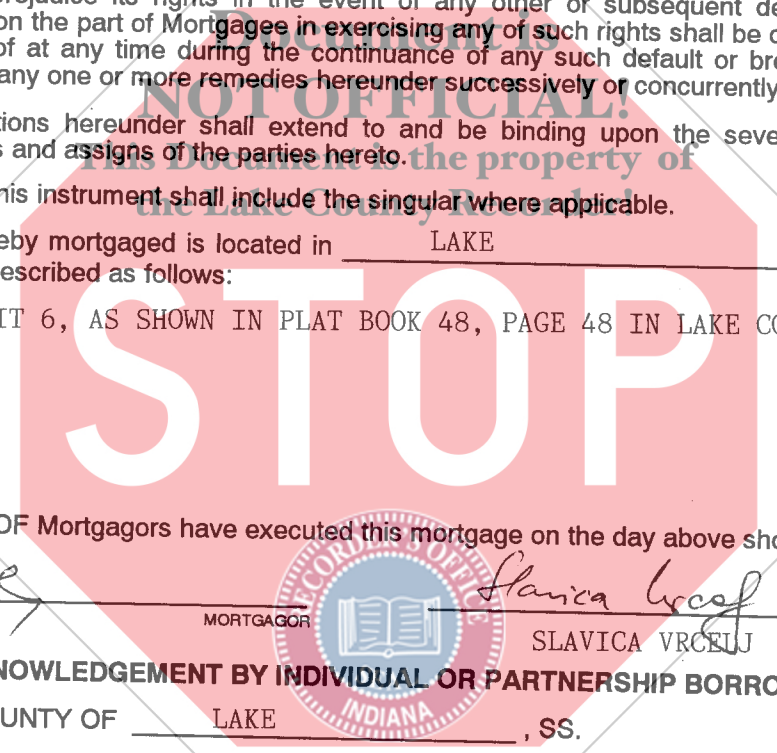 prejudice its rights in the event of any other or subsequent de
Document is
on the part of Mortgagee in exercising any of such rights shall be
of at any time during the continuance of any such default or
any one or more remedies hereunder successively or concurrently
NOT OFFICIAL!
tions hereunder shall extend to and be binding upon the seve
s and assigns of the parties hereto.
This Document is the property of
his instrument shall include the singular where applicable.
the Lake County Recorder!
eby mortgaged is located in LAKE
escribed as follows:
IT 6, AS SHOWN IN PLAT BOOK 48, PAGE 48 IN LAKE CO
STOP
OF Mortgagors have executed this mortgage on the day above sho
RECORDER'S OFFICE
Slavica Vrcelj
MORTGAGOR
SLAVICA VRCELJ
NOWLEDGEMENT BY INDIVIDUAL OR PARTNERSHIP BORRO
INDIANA
UNTY OF LAKE , SS.